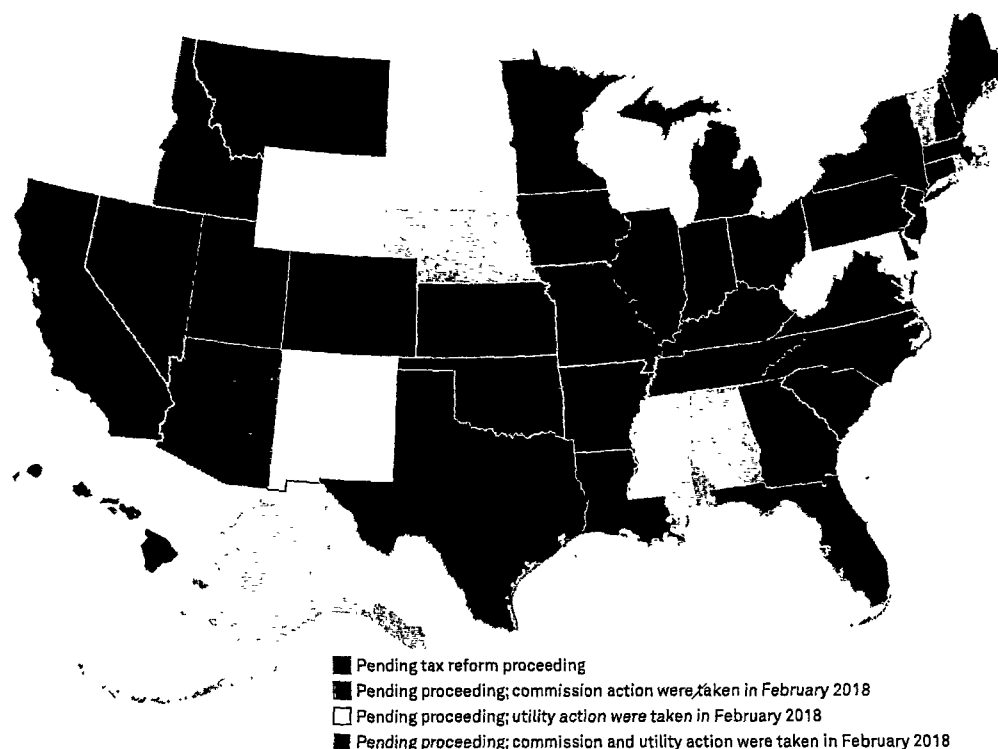 Pending tax reform proceeding
Pending proceeding; commission action were taken in February 2018
Pending proceeding; utility action were taken in February 2018
Pending proceeding; commission and utility action were taken in February 2018